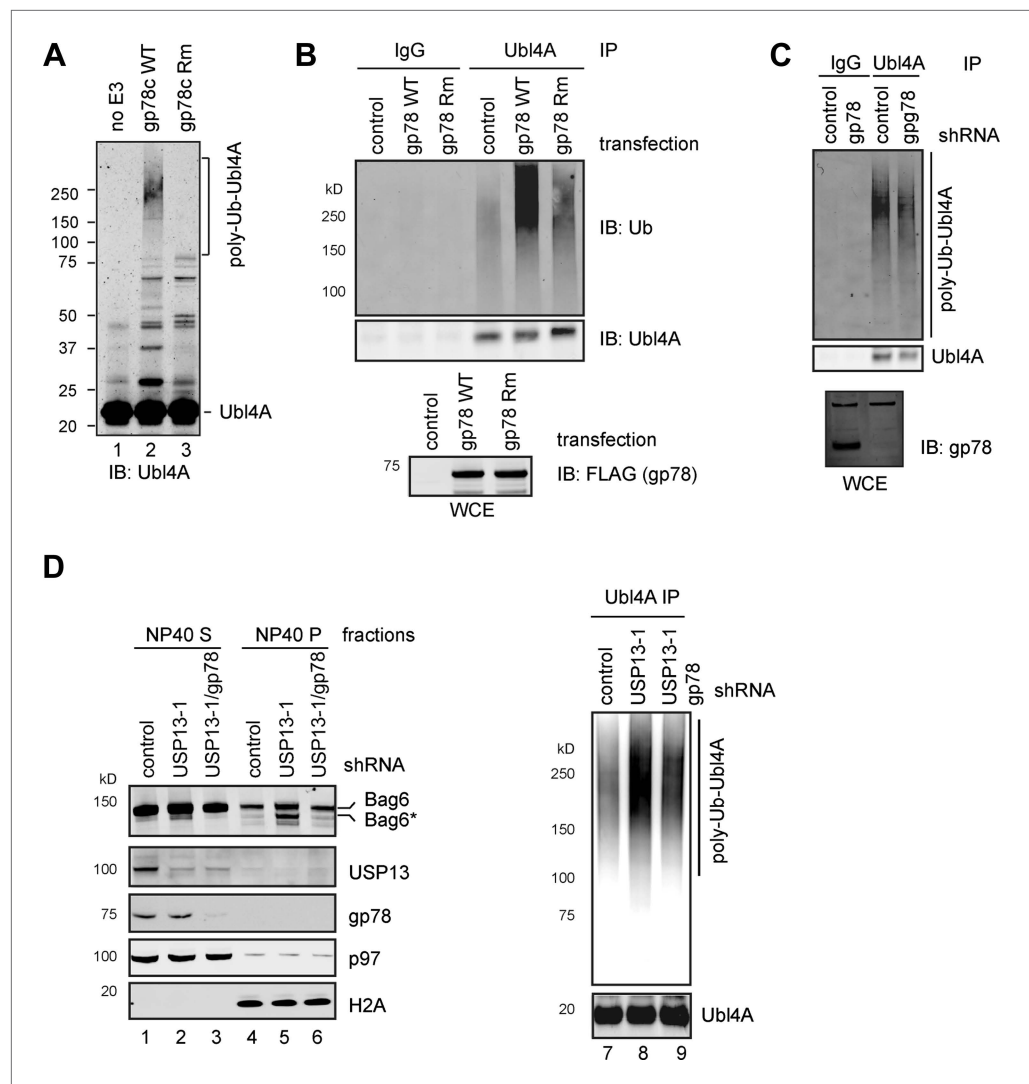 A
no E3
gp78c WT
gp78c Rm
250
150
100
75
50
37
25
20
poly-Ub-Ubl4A
Ubl4A
1 2 3
IB: Ubl4A
B
IgG Ubl4A IP
control
gp78 WT
gp78 Rm
control
gp78 WT
gp78 Rm
transfection
kD
250
150
100
IB: Ub
IB: Ubl4A
control
gp78 WT
gp78 Rm
transfection
75
IB: FLAG (gp78)
WCE
C
IgG Ubl4A IP
control
gp78
control
gpg78
shRNA
poly-Ub-Ubl4A
Ubl4A
IB: gp78
WCE
D
NP40 S NP40 P fractions
control
USP13-1
USP13-1/gp78
control
USP13-1
USP13-1/gp78
shRNA
kD
150
Bag6
Bag6*
100
USP13
75
gp78
100
p97
20
H2A
1 2 3 4 5 6
Ubl4A IP
control
USP13-1
USP13-1
gp78
shRNA
kD
250
150
100
75
poly-Ub-Ubl4A
20
Ubl4A
7 8 9